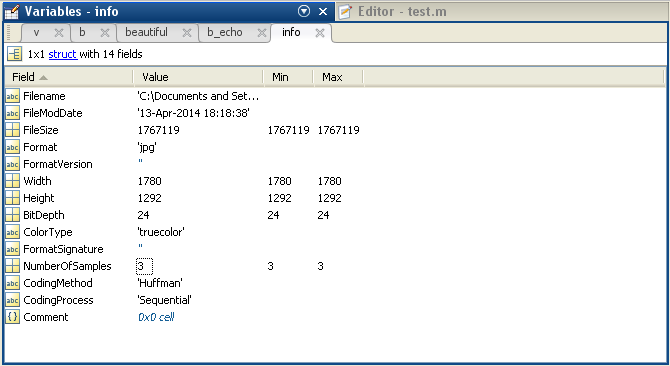 Variables - info
Editor - test.m
v b beautiful b_echo info
1x1 struct with 14 fields
Field Value Min Max
Filename 'C:\Documents and Set...
FileModDate '13-Apr-2014 18:18:38'
FileSize 1767119 1767119 1767119
Format 'jpg'
FormatVersion ''
Width 1780 1780 1780
Height 1292 1292 1292
BitDepth 24 24 24
ColorType 'truecolor'
FormatSignature ''
NumberOfSamples 3 3 3
CodingMethod 'Huffman'
CodingProcess 'Sequential'
Comment 0x0 cell